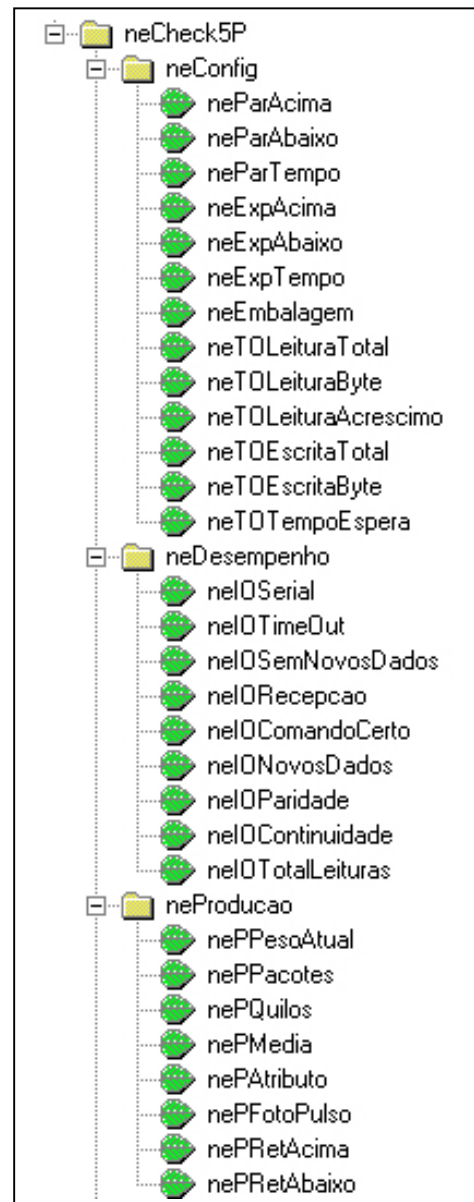 neCheck5P
neConfig
neParAcima
neParAbaixo
neParTempo
neExpAcima
neExpAbaixo
neExpTempo
neEmbalagem
neTOLeituraTotal
neTOLeituraByte
neTOLeituraAcrescimo
neTOEscritaTotal
neTOEscritaByte
neTOTempoEspera
neDesempenho
neIOSerial
neIOTimeOut
neIOSemNovosDados
neIORecepcao
neIOComandoCerto
neIONovosDados
neIOParidade
neIOContinuidade
neIOTotalLeituras
neProducao
nePPesoAtual
nePPacotes
nePQuilos
nePMedia
nePAtributo
nePFotoPulso
nePRetAcima
nePRetAbaixo